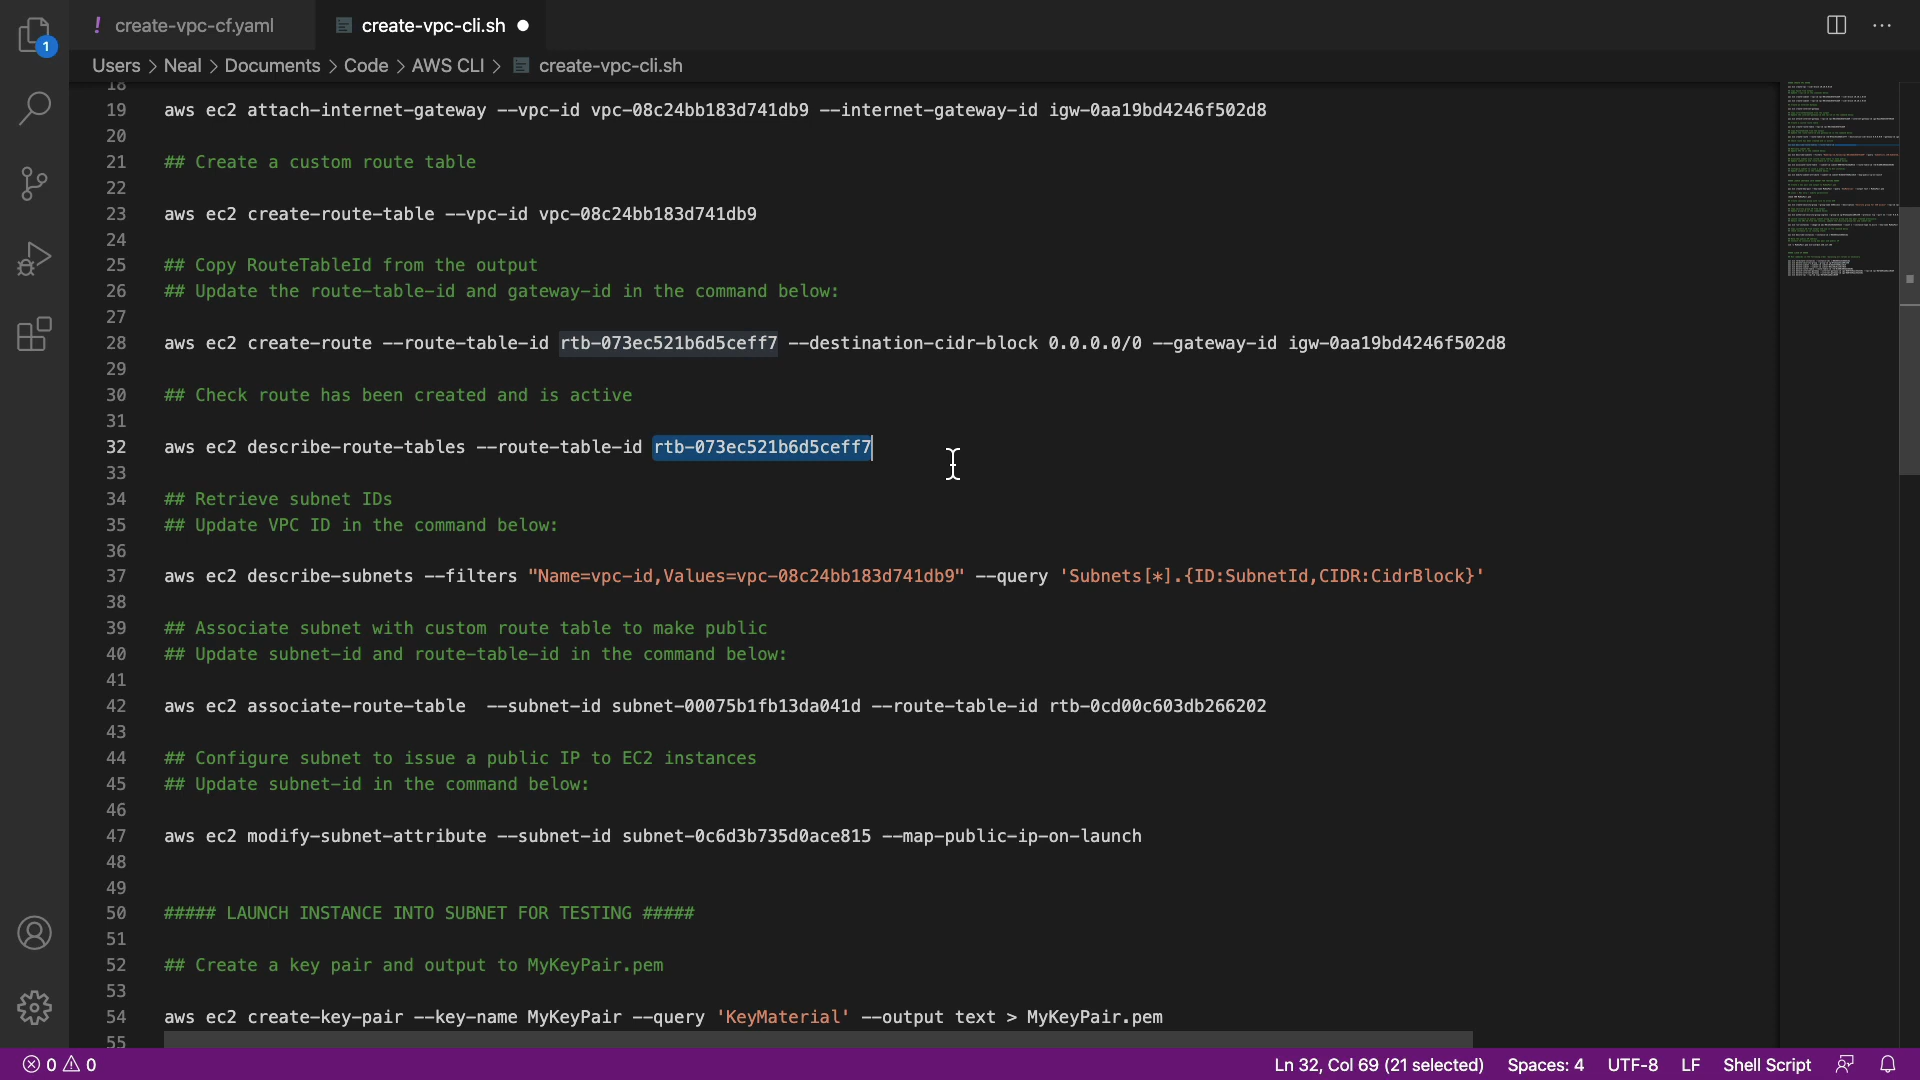 ! create-vpc-cf.yaml
create-vpc-cli.sh
1
Users > Neal > Documents > Code > AWS CLI > create-vpc-cli.sh
18
19 aws ec2 attach-internet-gateway --vpc-id vpc-08c24bb183d741db9 --internet-gateway-id igw-0aa19bd4246f502d8
20
21 ## Create a custom route table
22
23 aws ec2 create-route-table --vpc-id vpc-08c24bb183d741db9
24
25 ## Copy RouteTableId from the output
26 ## Update the route-table-id and gateway-id in the command below:
27
28 aws ec2 create-route --route-table-id rtb-073ec521b6d5ceff7 --destination-cidr-block 0.0.0.0/0 --gateway-id igw-0aa19bd4246f502d8
29
30 ## Check route has been created and is active
31
32 aws ec2 describe-route-tables --route-table-id rtb-073ec521b6d5ceff7
33
34 ## Retrieve subnet IDs
35 ## Update VPC ID in the command below:
36
37 aws ec2 describe-subnets --filters "Name=vpc-id,Values=vpc-08c24bb183d741db9" --query 'Subnets[*].{ID:SubnetId,CIDR:CidrBlock}'
38
39 ## Associate subnet with custom route table to make public
40 ## Update subnet-id and route-table-id in the command below:
41
42 aws ec2 associate-route-table  --subnet-id subnet-00075b1fb13da041d --route-table-id rtb-0cd00c603db266202
43
44 ## Configure subnet to issue a public IP to EC2 instances
45 ## Update subnet-id in the command below:
46
47 aws ec2 modify-subnet-attribute --subnet-id subnet-0c6d3b735d0ace815 --map-public-ip-on-launch
48
49
50 ##### LAUNCH INSTANCE INTO SUBNET FOR TESTING #####
51
52 ## Create a key pair and output to MyKeyPair.pem
53
54 aws ec2 create-key-pair --key-name MyKeyPair --query 'KeyMaterial' --output text > MyKeyPair.pem
55
0 0 Ln 32, Col 69 (21 selected) Spaces: 4 UTF-8 LF Shell Script